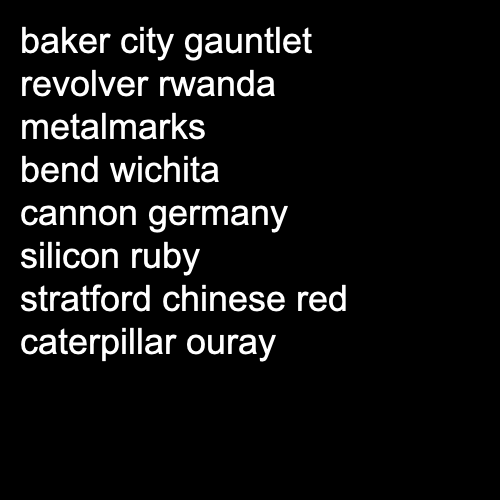 baker city gauntlet
revolver rwanda
metalmarks
bend wichita
cannon germany
silicon ruby
stratford chinese red
caterpillar ouray